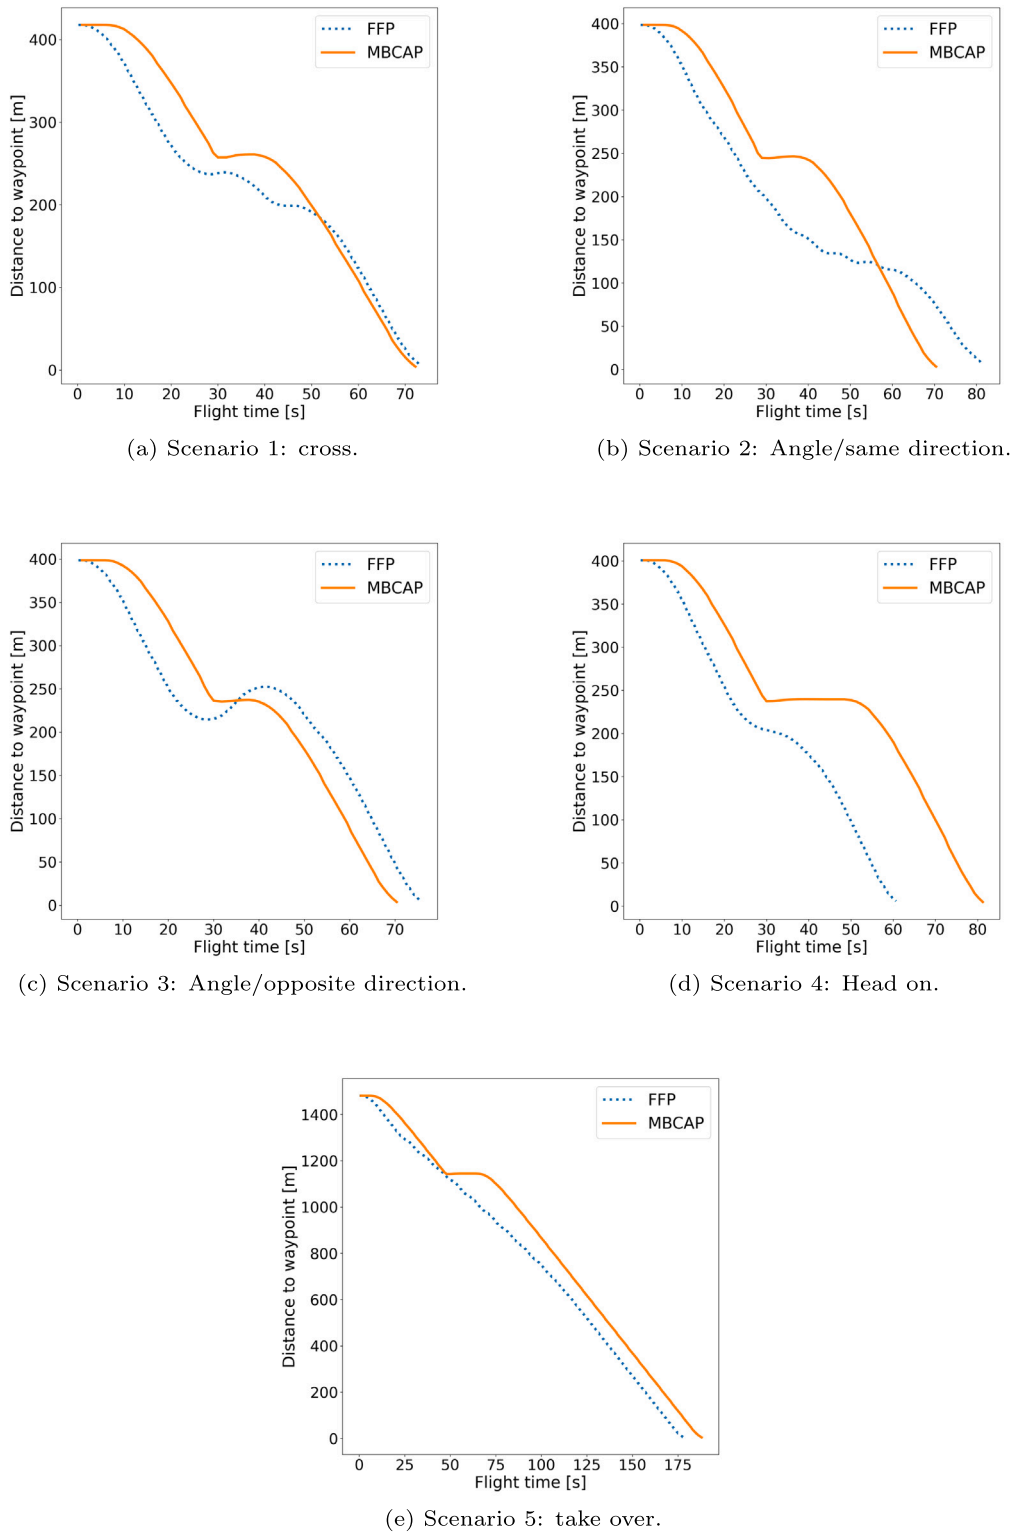 FFP
MBCAP
400
300
200
100
0
Distance to waypoint [m]
0 10 20 30 40 50 60 70
Flight time [s]
(a) Scenario 1: cross.
FFP
MBCAP
400
350
300
250
200
150
100
50
0
Distance to waypoint [m]
0 10 20 30 40 50 60 70 80
Flight time [s]
(b) Scenario 2: Angle/same direction.
FFP
MBCAP
400
350
300
250
200
150
100
50
0
Distance to waypoint [m]
0 10 20 30 40 50 60 70
Flight time [s]
(c) Scenario 3: Angle/opposite direction.
FFP
MBCAP
400
350
300
250
200
150
100
50
0
Distance to waypoint [m]
0 10 20 30 40 50 60 70 80
Flight time [s]
(d) Scenario 4: Head on.
FFP
MBCAP
1400
1200
1000
800
600
400
200
0
Distance to waypoint [m]
0 25 50 75 100 125 150 175
Flight time [s]
(e) Scenario 5: take over.